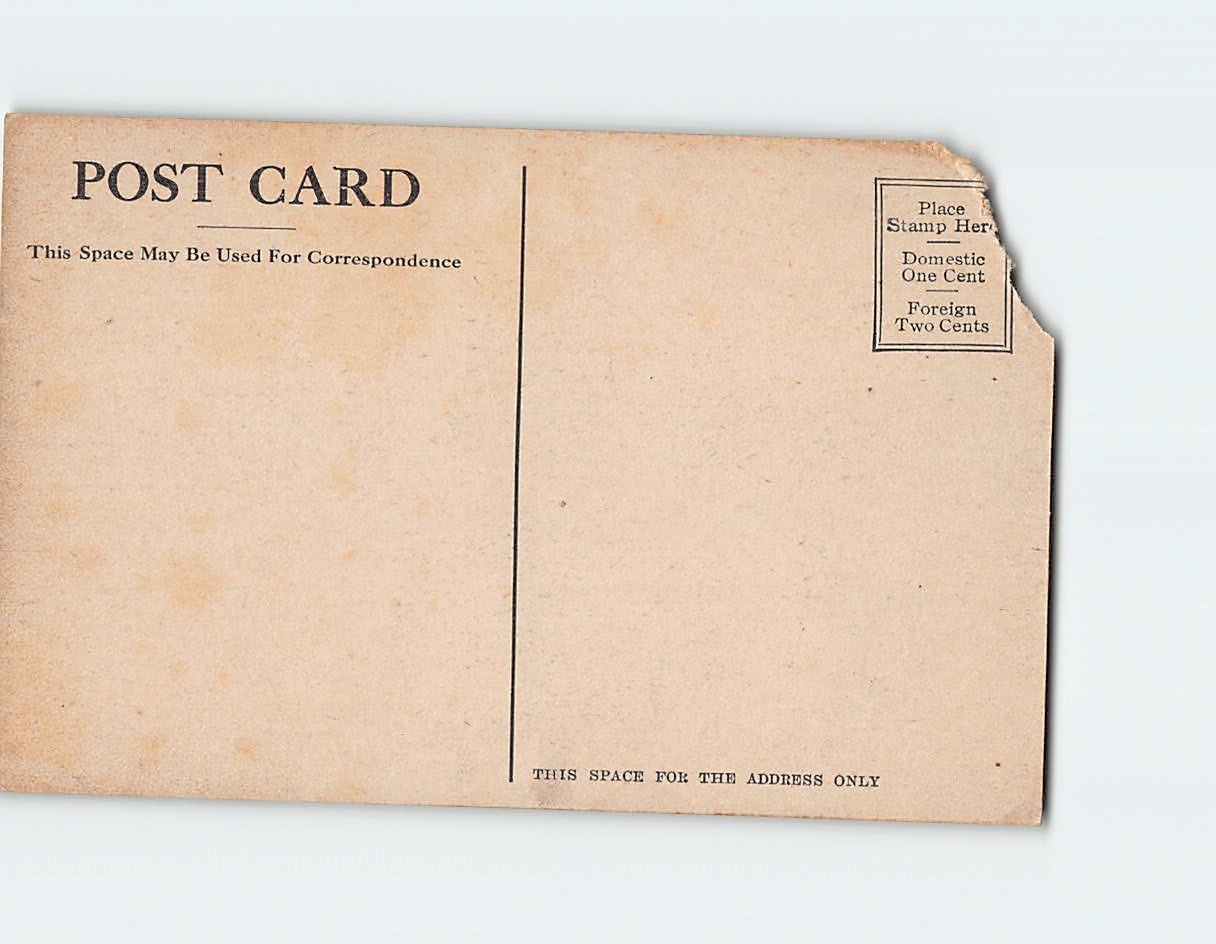 POST CARD
This Space May Be Used For Correspondence
Place
Stamp Her
Domestic
One Cent
Foreign
Two Cents
THIS SPACE FOR THE ADDRESS ONLY